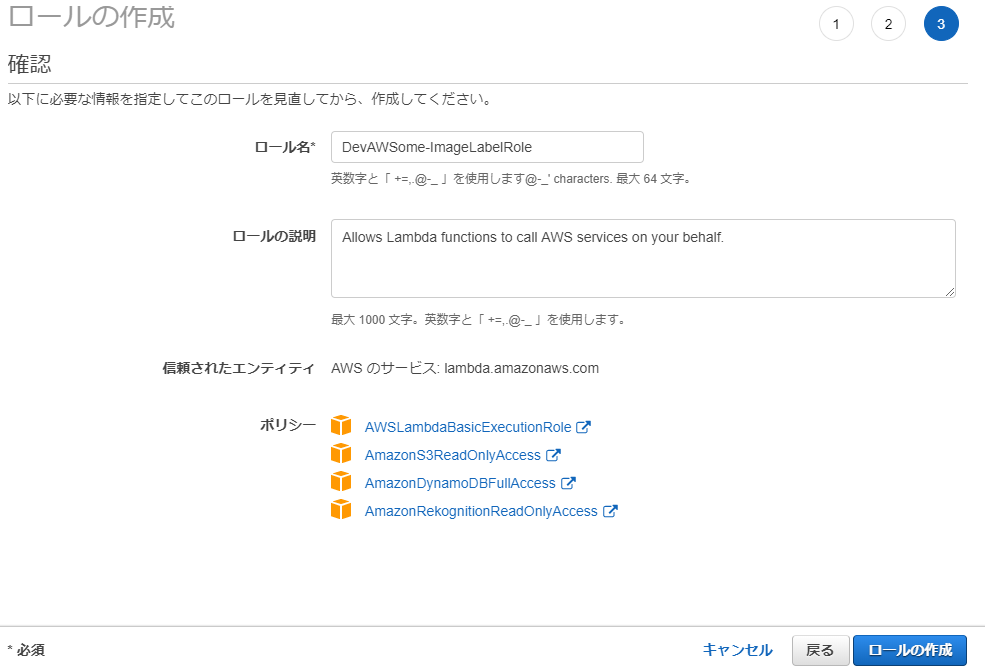 ロールの作成
1 2 3
確認
以下に必要な情報を指定してこのロールを見直してから、作成してください。
ロール名* DevAWSome-ImageLabelRole
英数字と「 +=,.@-_ 」を使用します@-_' characters. 最大 64 文字。
ロールの説明 Allows Lambda functions to call AWS services on your behalf.
最大 1000 文字。英数字と「 +=,.@-_ 」を使用します。
信頼されたエンティティ AWS のサービス: lambda.amazonaws.com
ポリシー AWSLambdaBasicExecutionRole
AmazonS3ReadOnlyAccess
AmazonDynamoDBFullAccess
AmazonRekognitionReadOnlyAccess
* 必須 キャンセル 戻る ロールの作成